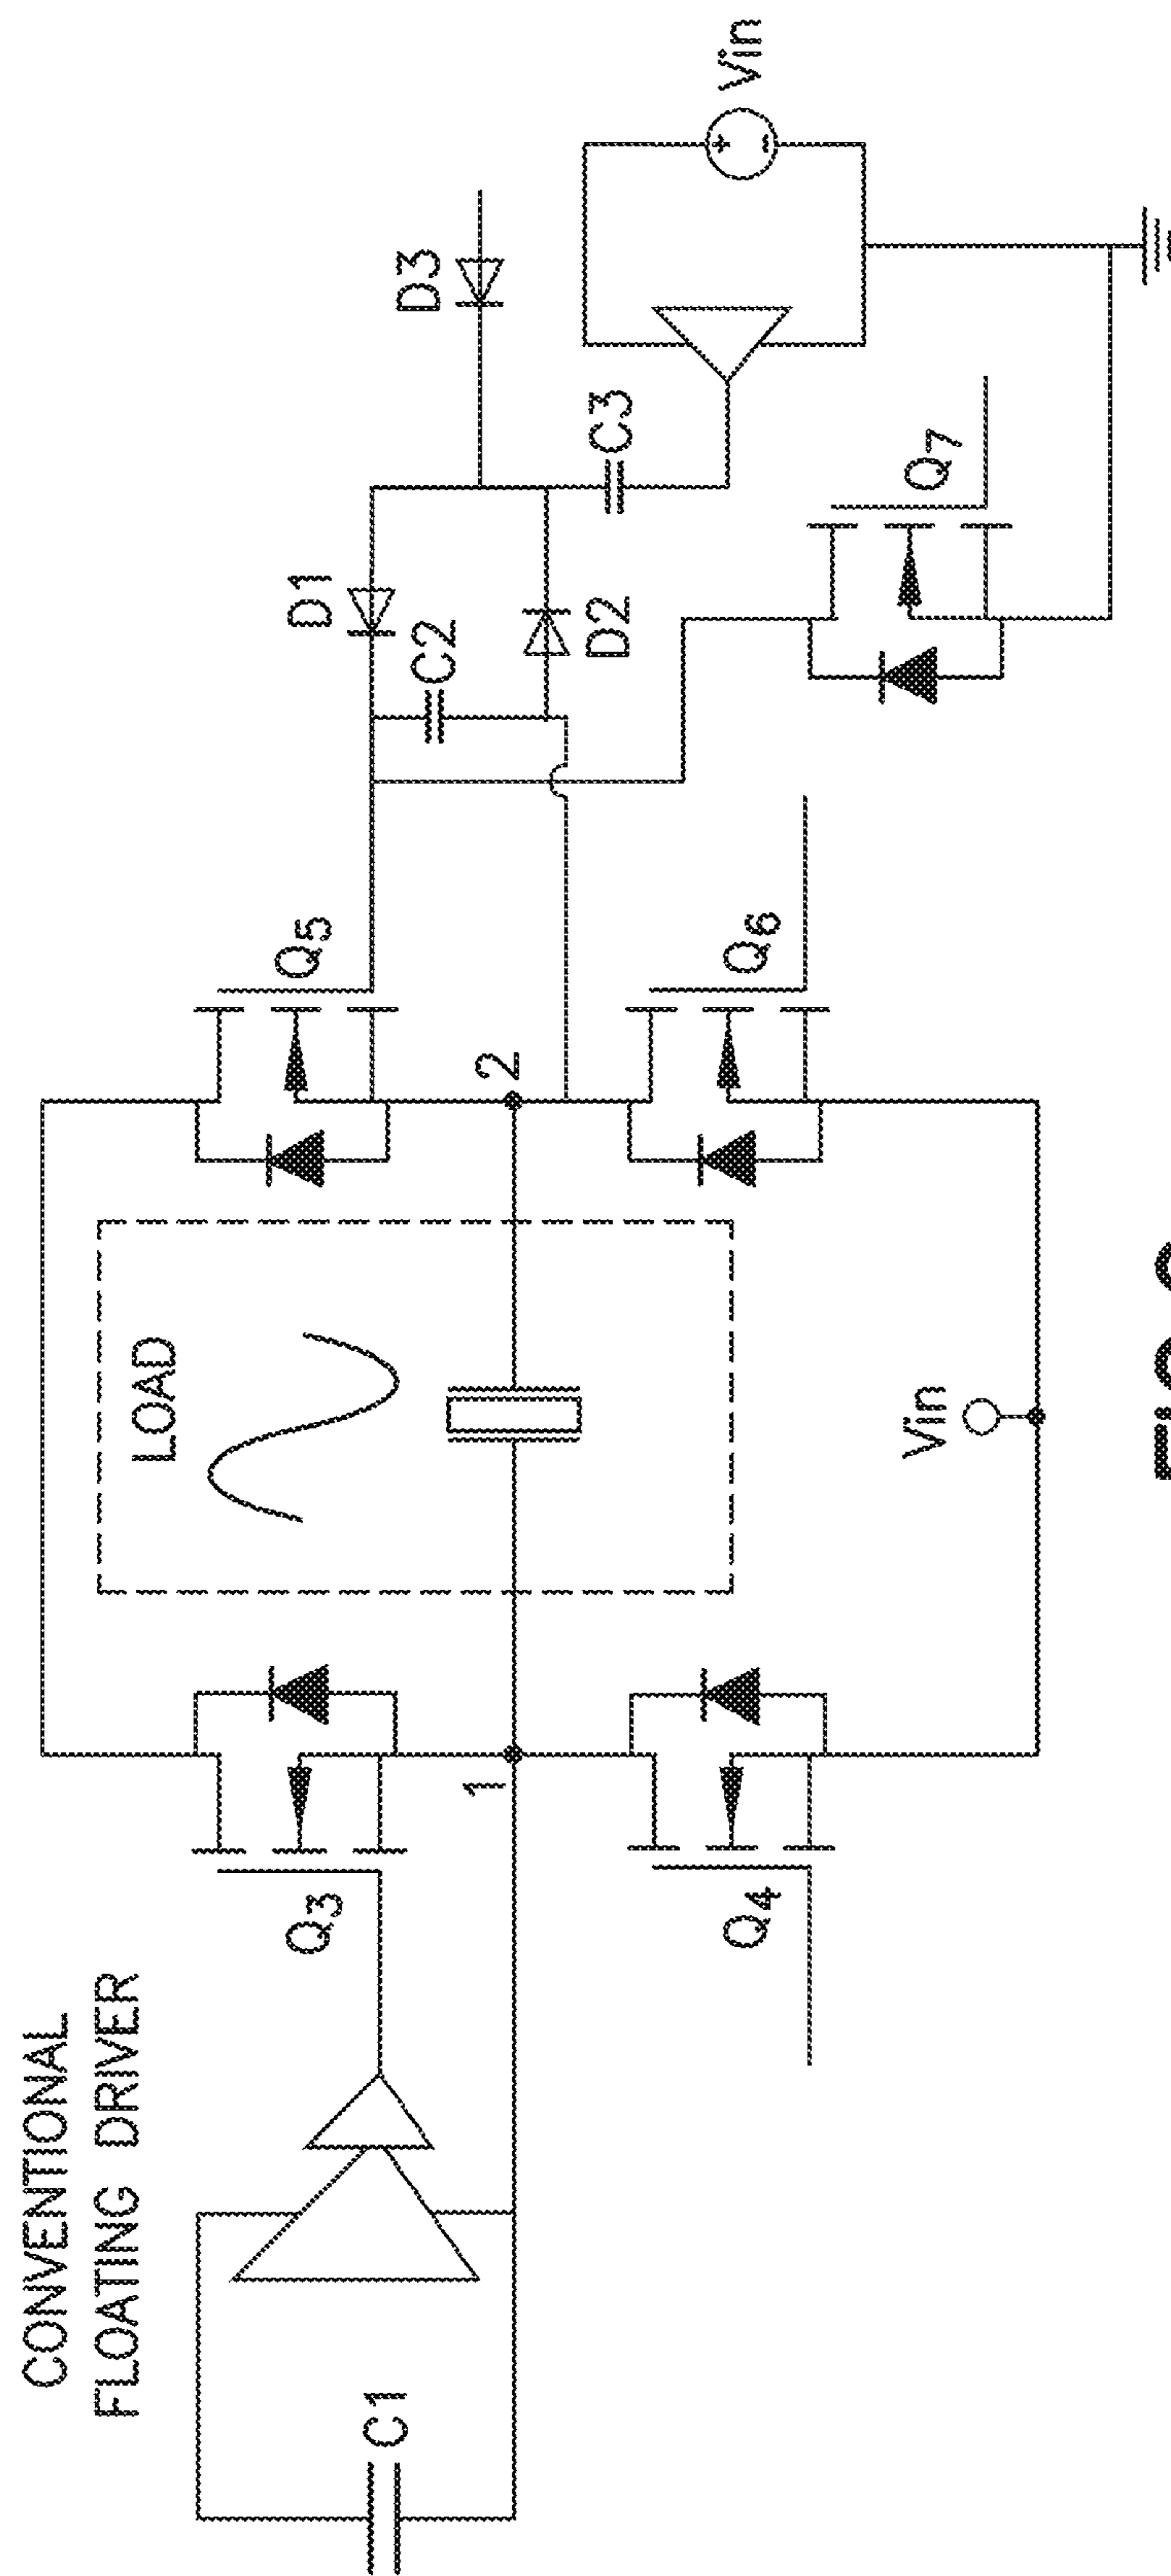 CONVENTIONAL
FLOATING DRIVER
C1
Q3
Q4
1
LOAD
Vin
2
Q5
Q6
D1
C2
D2
D3
C3
Q7
Vin
+
-